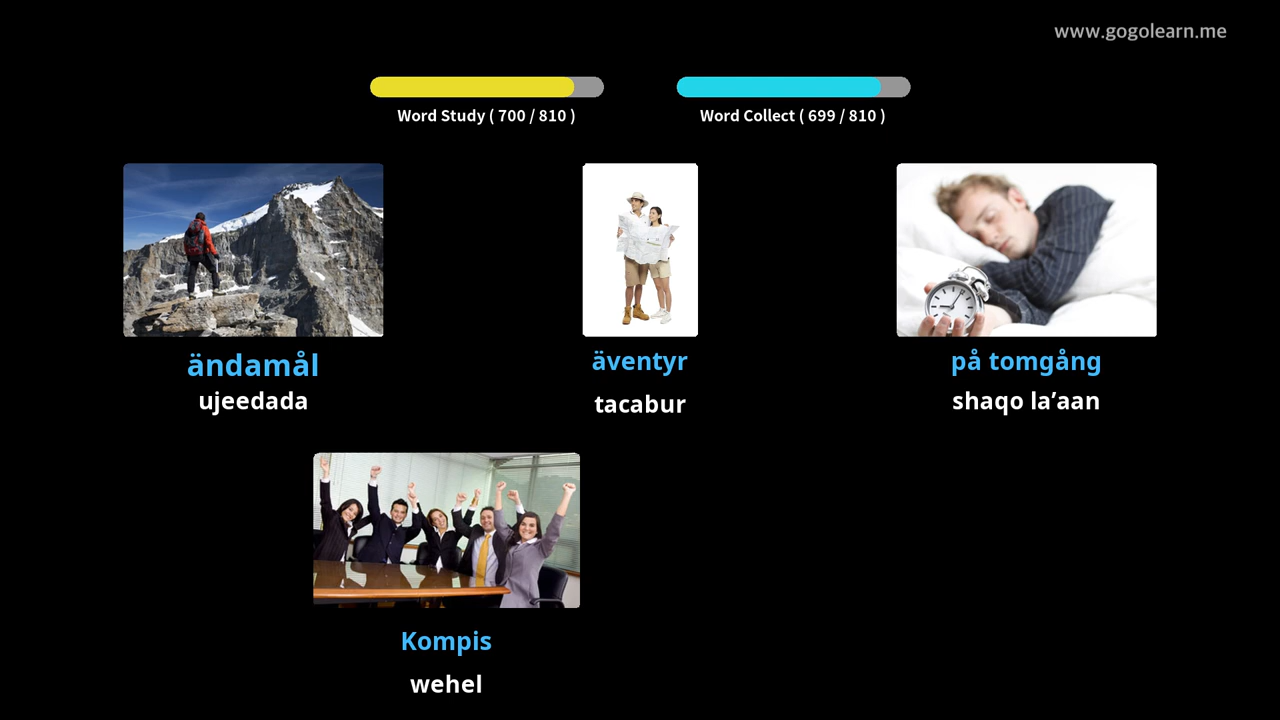 www.gogolearn.me
Word Study ( 700 / 810 )
Word Collect ( 699 / 810 )
ändamål
ujeedada
äventyr
tacabur
på tomgång
shaqo la’aan
Kompis
wehel